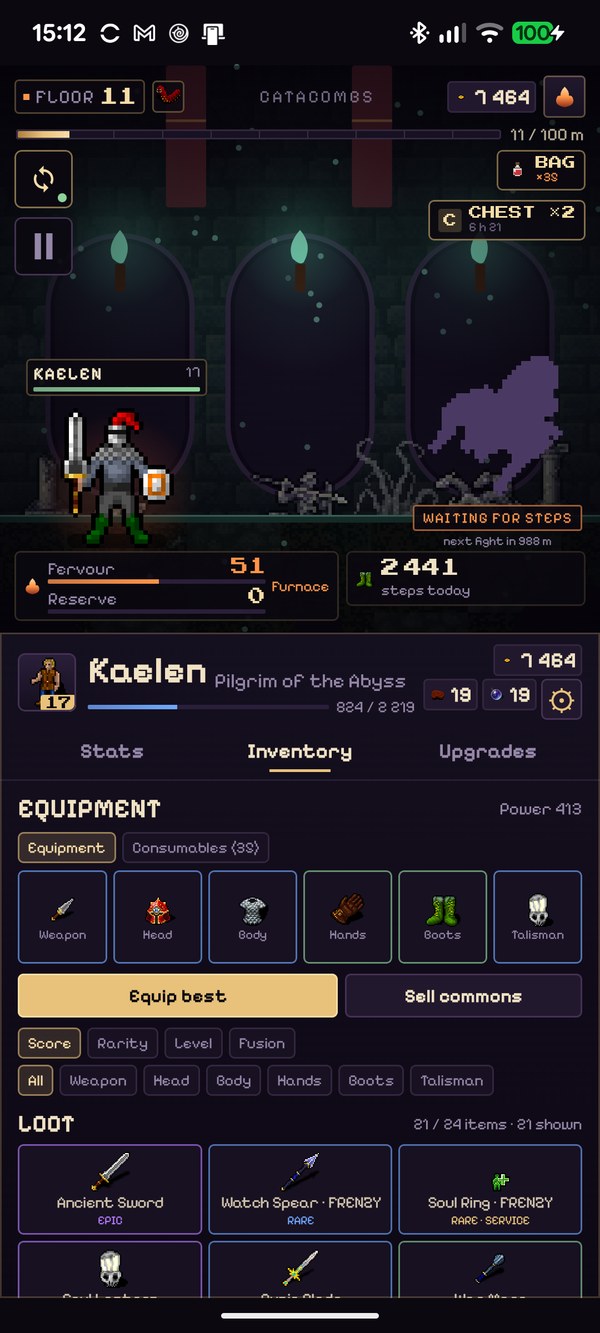 15:12
100
FLOOR 11
CATACOMBS
7 464
11 / 100 m
BAG
×38
C
CHEST ×2
6 h 21
KAELEN 17
WAITING FOR STEPS
next fight in 988 m
Fervour 51
Reserve 0
Furnace
2 441
steps today
7 464
Kaelen Pilgrim of the Abyss
17
824 / 2 219
19
19
Stats Inventory Upgrades
EQUIPMENT Power 413
Equipment Consumables (38)
Weapon Head Body Hands Boots Talisman
Equip best Sell commons
Score Rarity Level Fusion
All Weapon Head Body Hands Boots Talisman
LOOT 21 / 24 items · 21 shown
Ancient Sword
EPIC
Watch Spear · FRENZY
RARE
Soul Ring · FRENZY
RARE · SERVICE